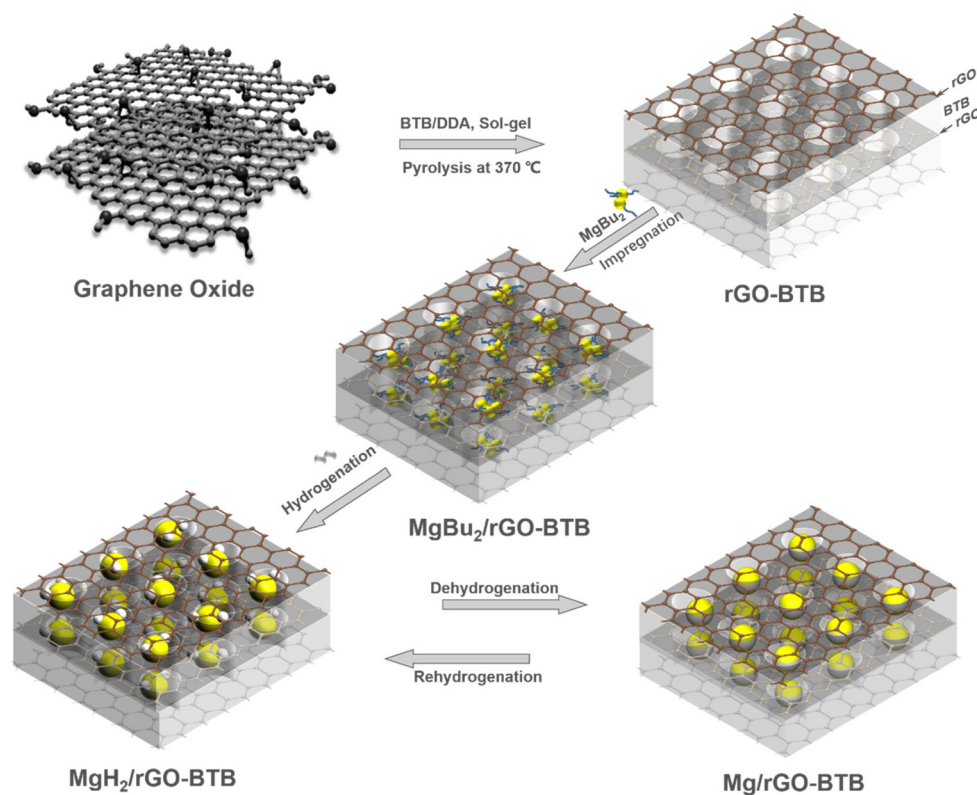 BTB/DDA, Sol-gel
Pyrolysis at 370 ℃
rGO
BTB
rGO
Graphene Oxide
MgBu₂
Impregnation
rGO-BTB
Hydrogenation
MgBu₂/rGO-BTB
Dehydrogenation
Rehydrogenation
MgH₂/rGO-BTB
Mg/rGO-BTB